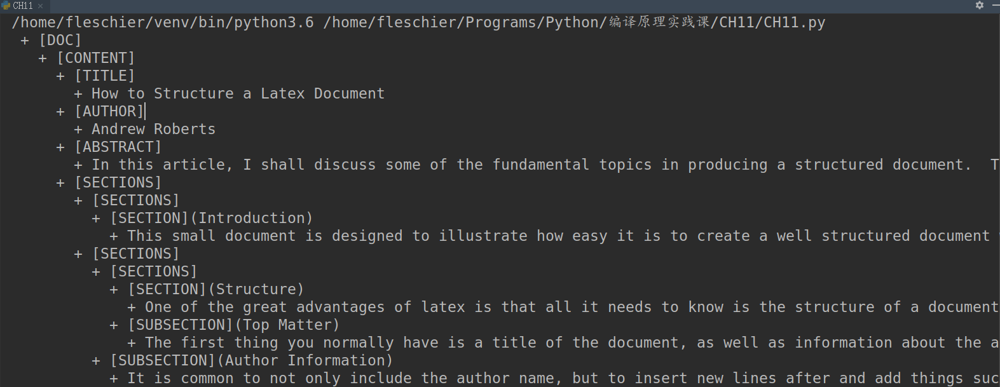 CH11 ×
/home/fleschier/venv/bin/python3.6 /home/fleschier/Programs/Python/编译原理实践课/CH11/CH11.py
+ [DOC]
+ [CONTENT]
+ [TITLE]
+ How to Structure a Latex Document
+ [AUTHOR]
+ Andrew Roberts
+ [ABSTRACT]
+ In this article, I shall discuss some of the fundamental topics in producing a structured document.  T
+ [SECTIONS]
+ [SECTIONS]
+ [SECTION](Introduction)
+ This small document is designed to illustrate how easy it is to create a well structured document
+ [SECTIONS]
+ [SECTIONS]
+ [SECTION](Structure)
+ One of the great advantages of latex is that all it needs to know is the structure of a document
+ [SUBSECTION](Top Matter)
+ The first thing you normally have is a title of the document, as well as information about the a
+ [SUBSECTION](Author Information)
+ It is common to not only include the author name, but to insert new lines after and add things suc